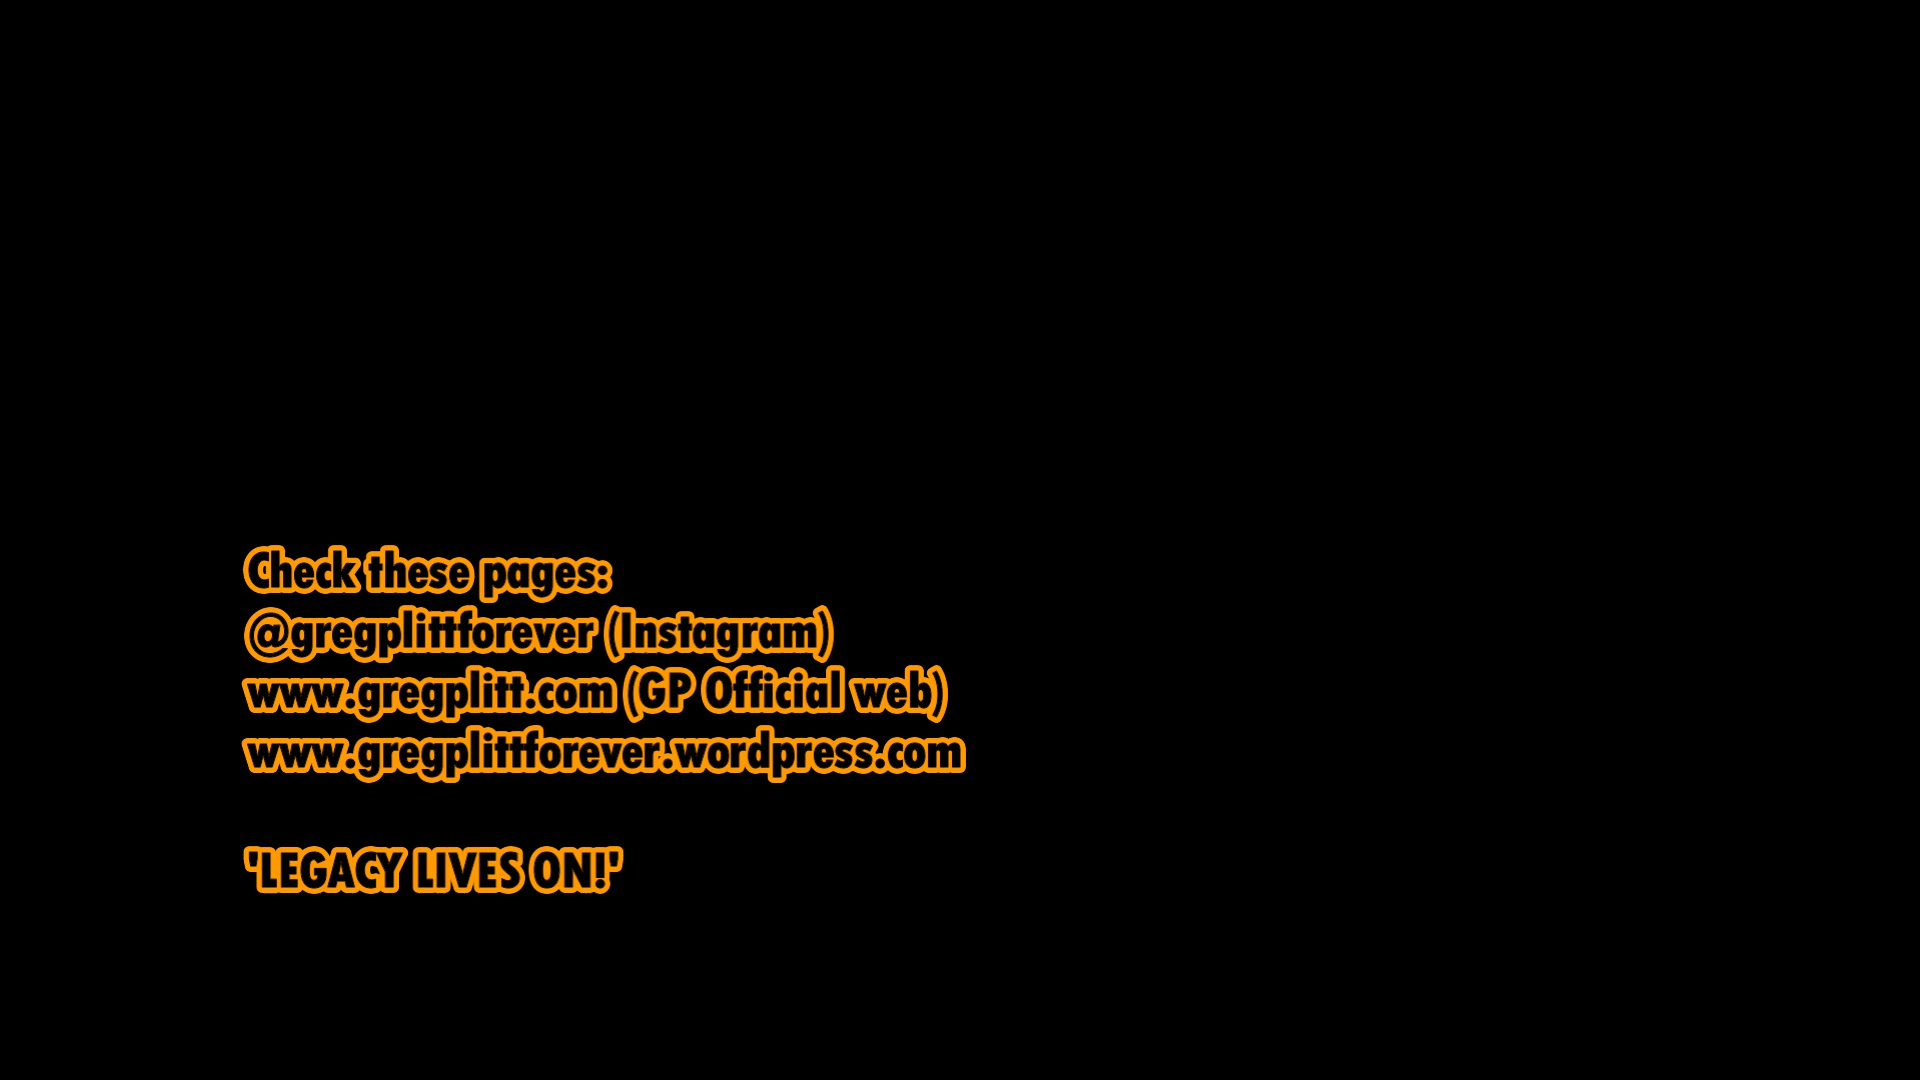 Check these pages:
@gregplittforever (Instagram)
www.gregplitt.com (GP Official web)
www.gregplittforever.wordpress.com
'LEGACY LIVES ON!'